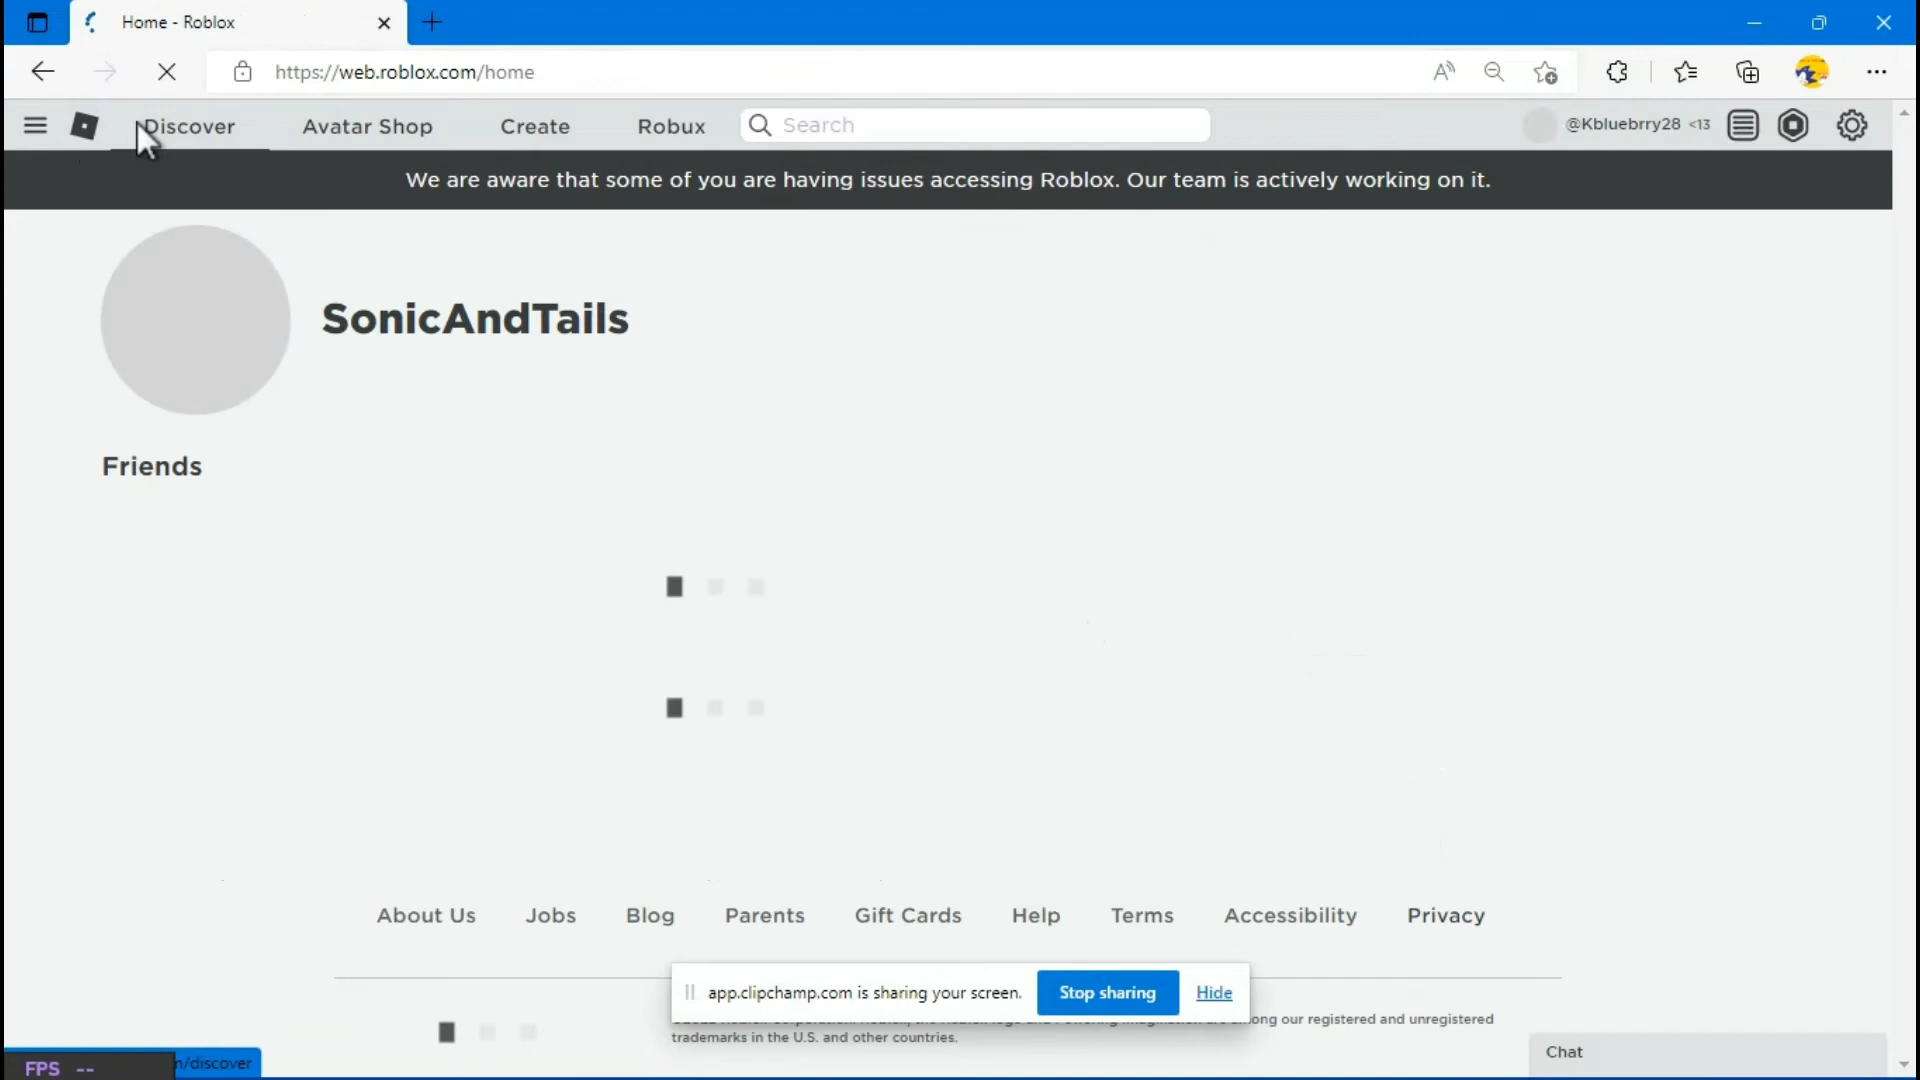 Home - Roblox
https://web.roblox.com/home
Discover
Avatar Shop
Create
Robux
Search
@Kbluebrry28 <13
We are aware that some of you are having issues accessing Roblox. Our team is actively working on it.
SonicAndTails
Friends
About Us
Jobs
Blog
Parents
Gift Cards
Help
Terms
Accessibility
Privacy
app.clipchamp.com is sharing your screen.
Stop sharing
Hide
our registered and unregistered
trademarks in the U.S. and other countries.
Chat
FPS --
n/discover